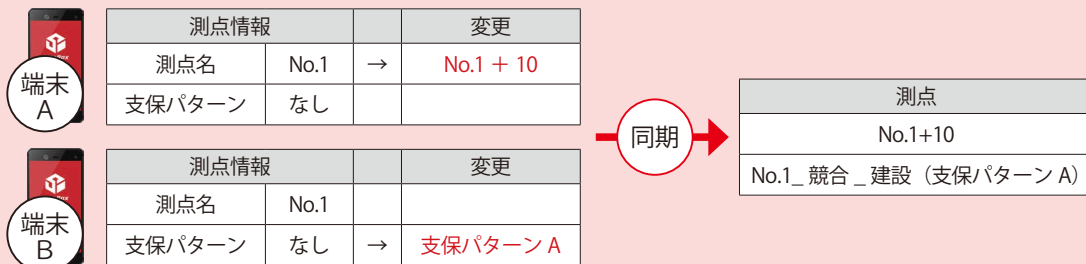 端末
A
測点情報 変更
測点名 No.1 → No.1 + 10
支保パターン なし
同期
測点
No.1+10
No.1_ 競合 _ 建設（支保パターン A）
端末
B
測点情報 変更
測点名 No.1
支保パターン なし → 支保パターン A